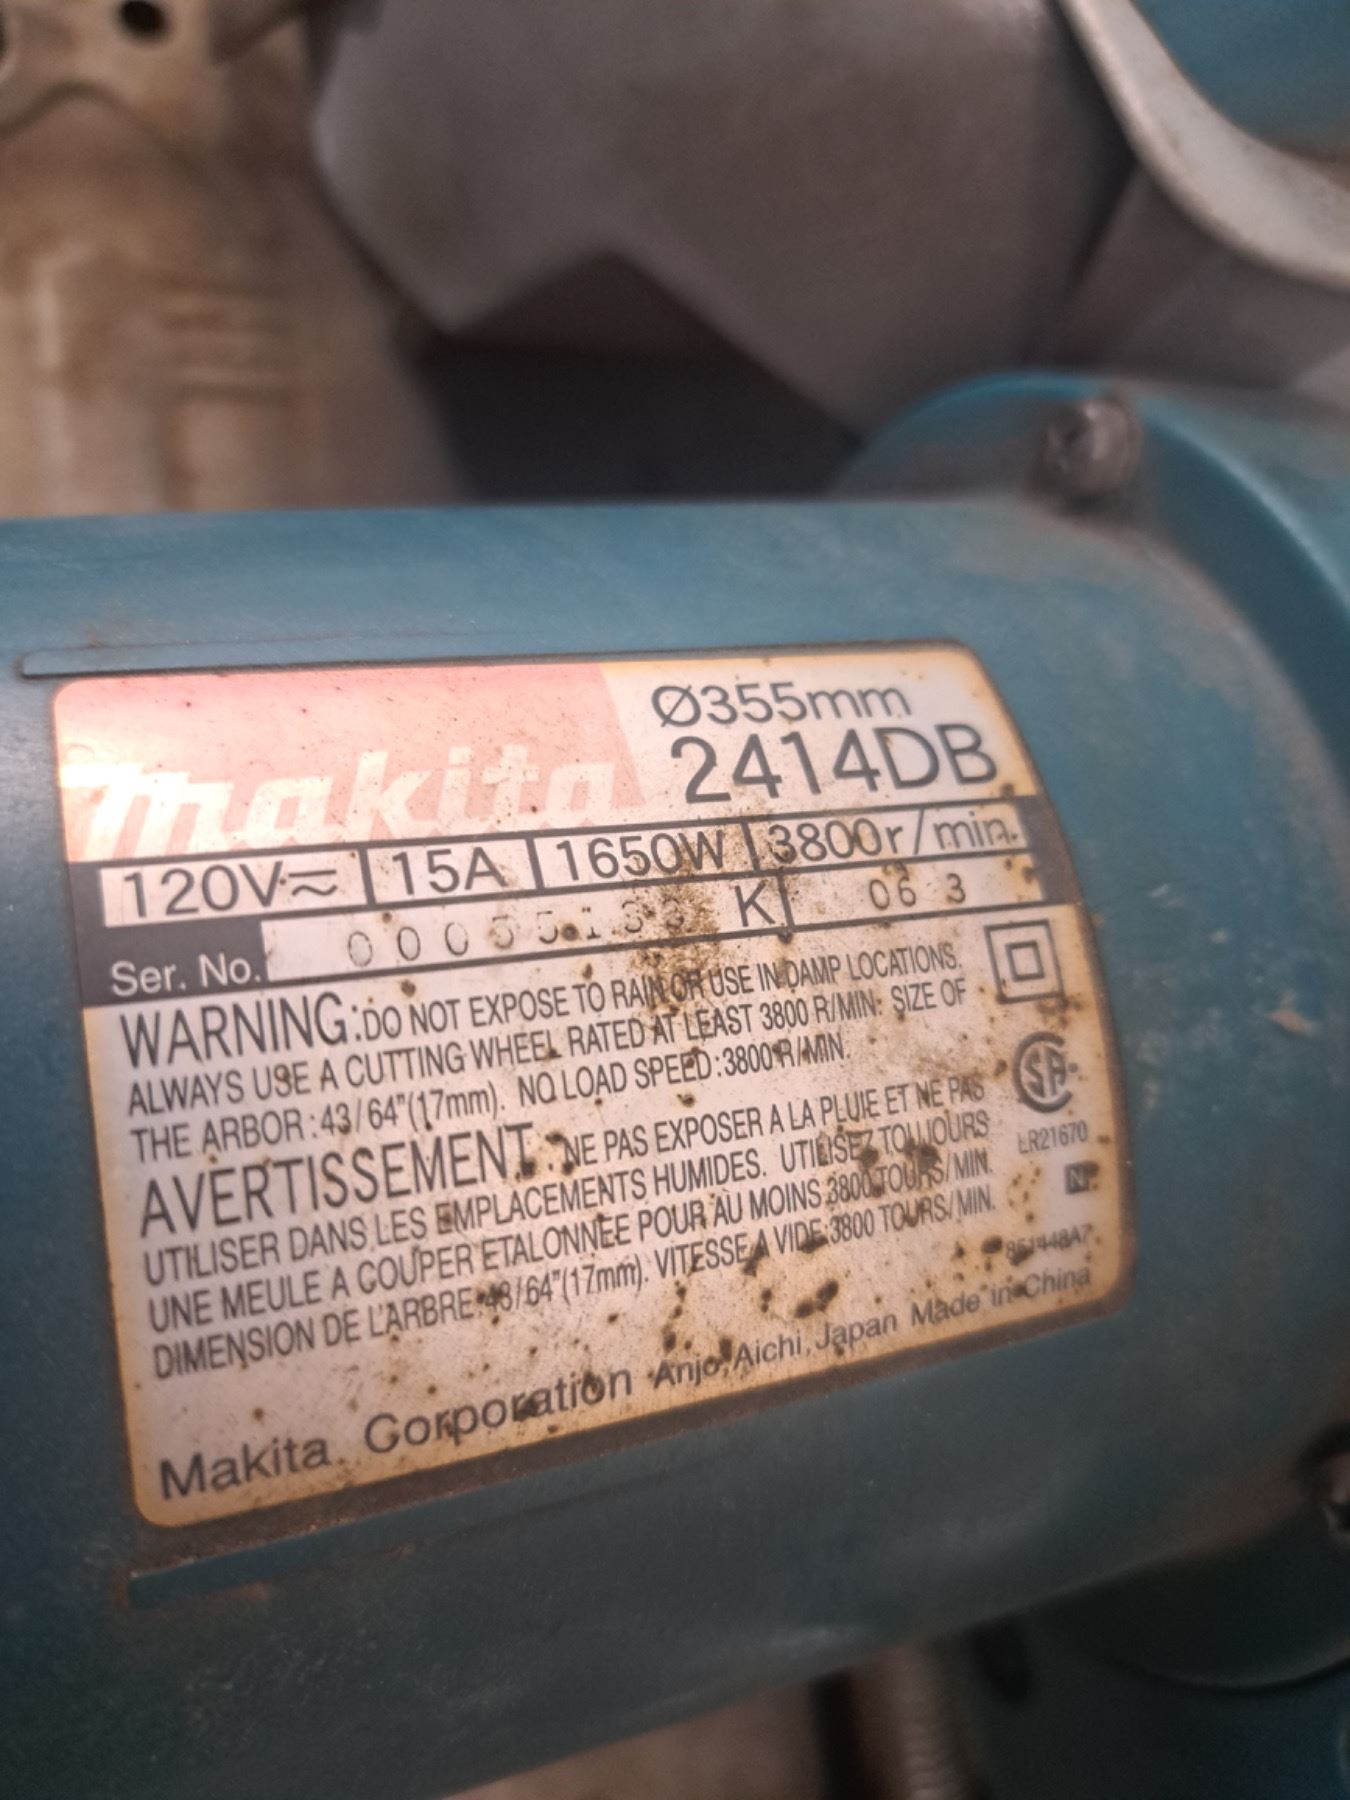 makita
Ø355mm
2414DB
120V⎓ 15A 1650W 3800r/min.
Ser. No. K 06 3
WARNING:DO NOT EXPOSE TO RAIN OR USE IN DAMP LOCATIONS.
ALWAYS USE A CUTTING WHEEL RATED AT LEAST 3800 R/MIN. SIZE OF
THE ARBOR:43/64"(17mm). NO LOAD SPEED:3800 R/MIN.
AVERTISSEMENT: NE PAS EXPOSER A LA PLUIE ET NE PAS
UTILISER DANS LES EMPLACEMENTS HUMIDES. UTILISEZ TOUJOURS
UNE MEULE A COUPER ETALONNEE POUR AU MOINS 3800 TOURS/MIN.
DIMENSION DE L'ARBRE:43/64"(17mm). VITESSE A VIDE:3800 TOURS/MIN.
SA
LR21670
Makita Corporation Anjo, Aichi, Japan Made in China